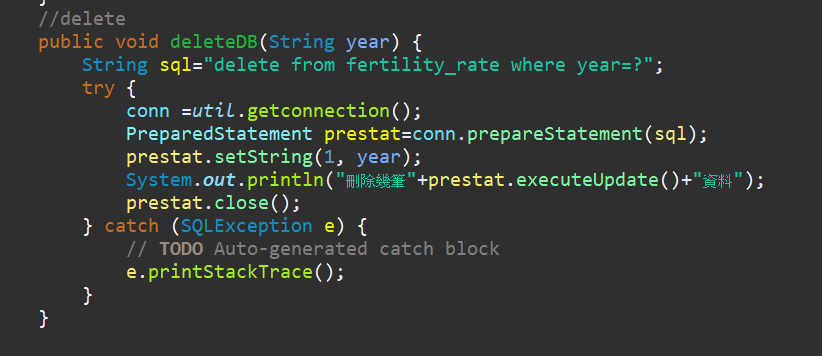 }
//delete
public void deleteDB(String year) {
String sql="delete from fertility_rate where year=?";
try {
conn =util.getconnection();
PreparedStatement prestat=conn.prepareStatement(sql);
prestat.setString(1, year);
System.out.println("刪除幾筆"+prestat.executeUpdate()+"資料");
prestat.close();
} catch (SQLException e) {
// TODO Auto-generated catch block
e.printStackTrace();
}
}